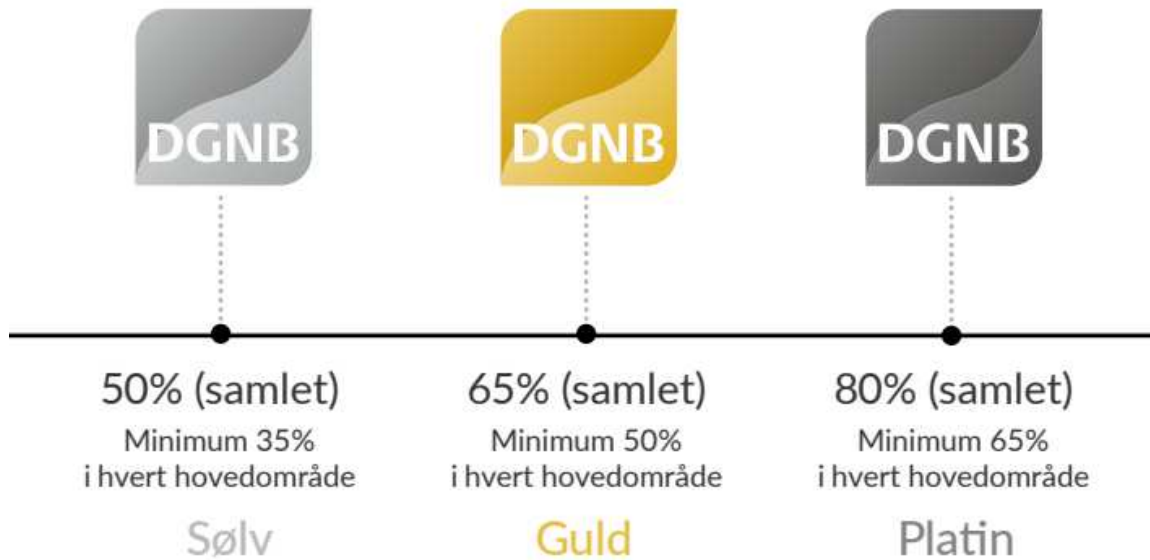 DGNB
DGNB
DGNB
50% (samlet)
Minimum 35%
i hvert hovedområde
Sølv
65% (samlet)
Minimum 50%
i hvert hovedområde
Guld
80% (samlet)
Minimum 65%
i hvert hovedområde
Platin